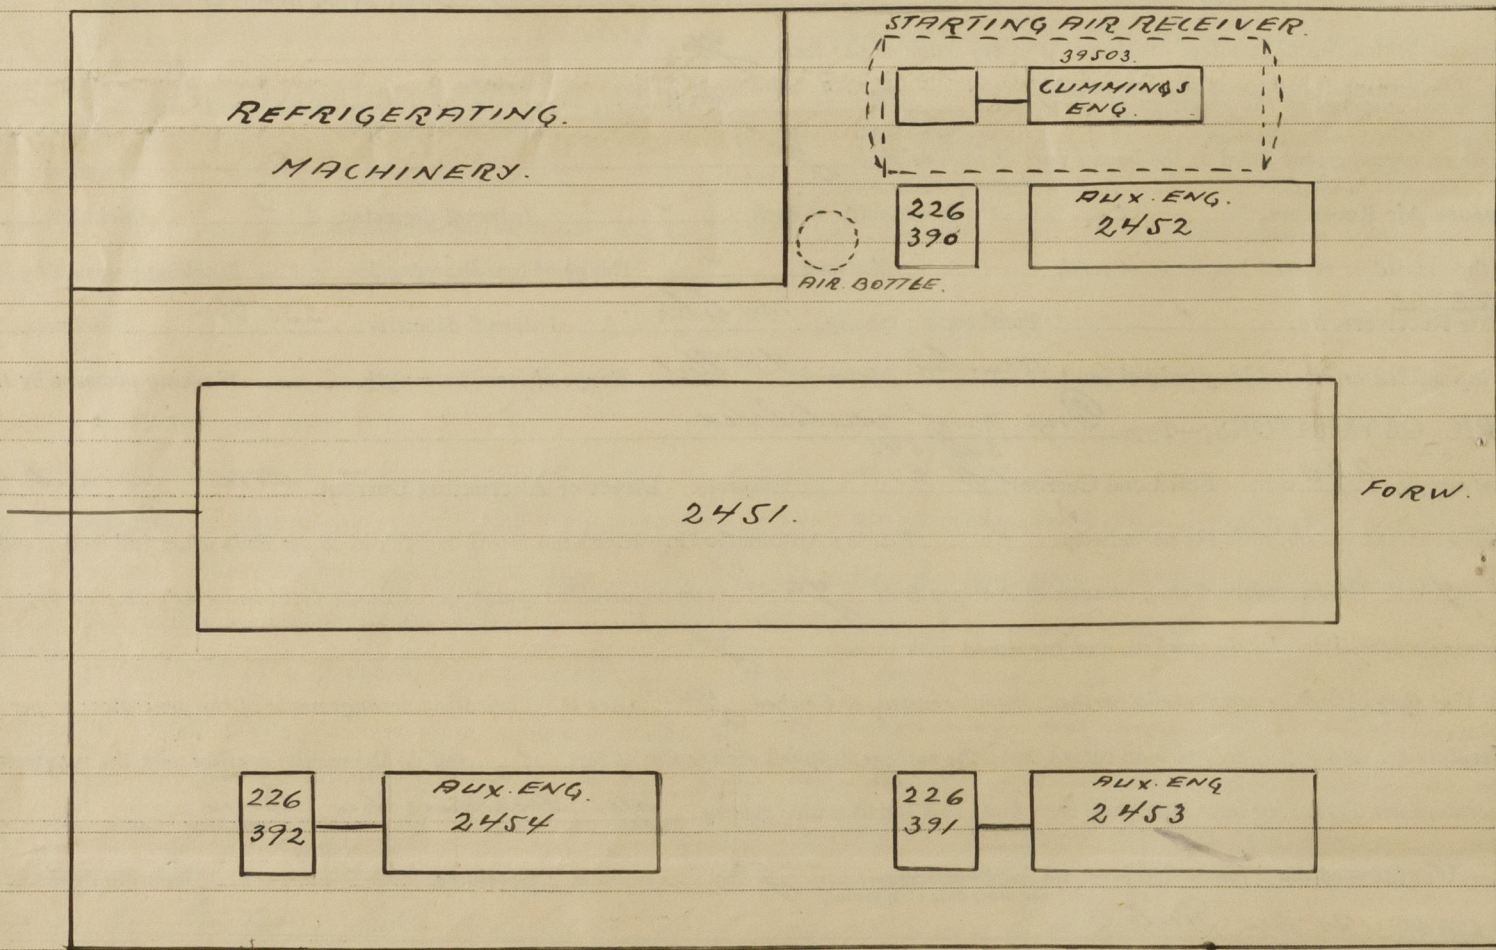 STARTING AIR RECEIVER.
39503.
CUMMINGS
ENG.
REFRIGERATING.
MACHINERY.
226
390
AUX. ENG.
2452
AIR BOTTLE.
2451.
FORW.
226
392
AUX. ENG.
2454
226
391
AUX. ENG
2453